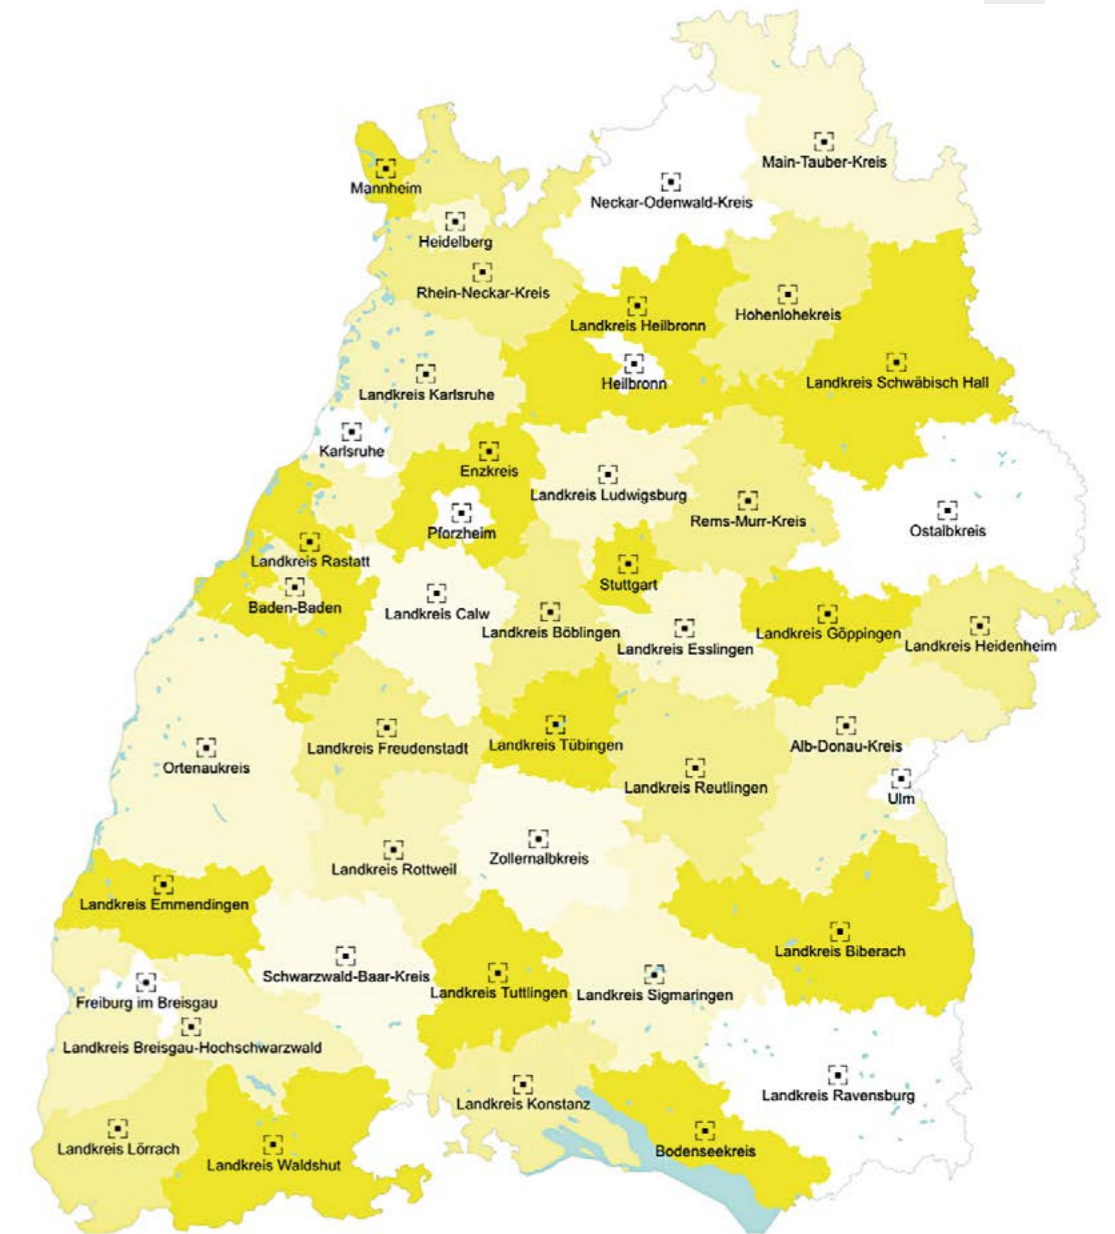 Main-Tauber-Kreis
Mannheim
Neckar-Odenwald-Kreis
Heidelberg
Rhein-Neckar-Kreis
Hohenlohekreis
Landkreis Heilbronn
Heilbronn
Landkreis Schwäbisch Hall
Landkreis Karlsruhe
Karlsruhe
Enzkreis
Landkreis Ludwigsburg
Rems-Murr-Kreis
Pforzheim
Ostalbkreis
Landkreis Rastatt
Stuttgart
Baden-Baden
Landkreis Calw
Landkreis Böblingen
Landkreis Göppingen
Landkreis Esslingen
Landkreis Heidenheim
Landkreis Freudenstadt
Landkreis Tübingen
Alb-Donau-Kreis
Ortenaukreis
Landkreis Reutlingen
Ulm
Zollernalbkreis
Landkreis Rottweil
Landkreis Emmendingen
Landkreis Biberach
Schwarzwald-Baar-Kreis
Landkreis Tuttlingen
Landkreis Sigmaringen
Freiburg im Breisgau
Landkreis Breisgau-Hochschwarzwald
Landkreis Ravensburg
Landkreis Konstanz
Landkreis Lörrach
Bodenseekreis
Landkreis Waldshut